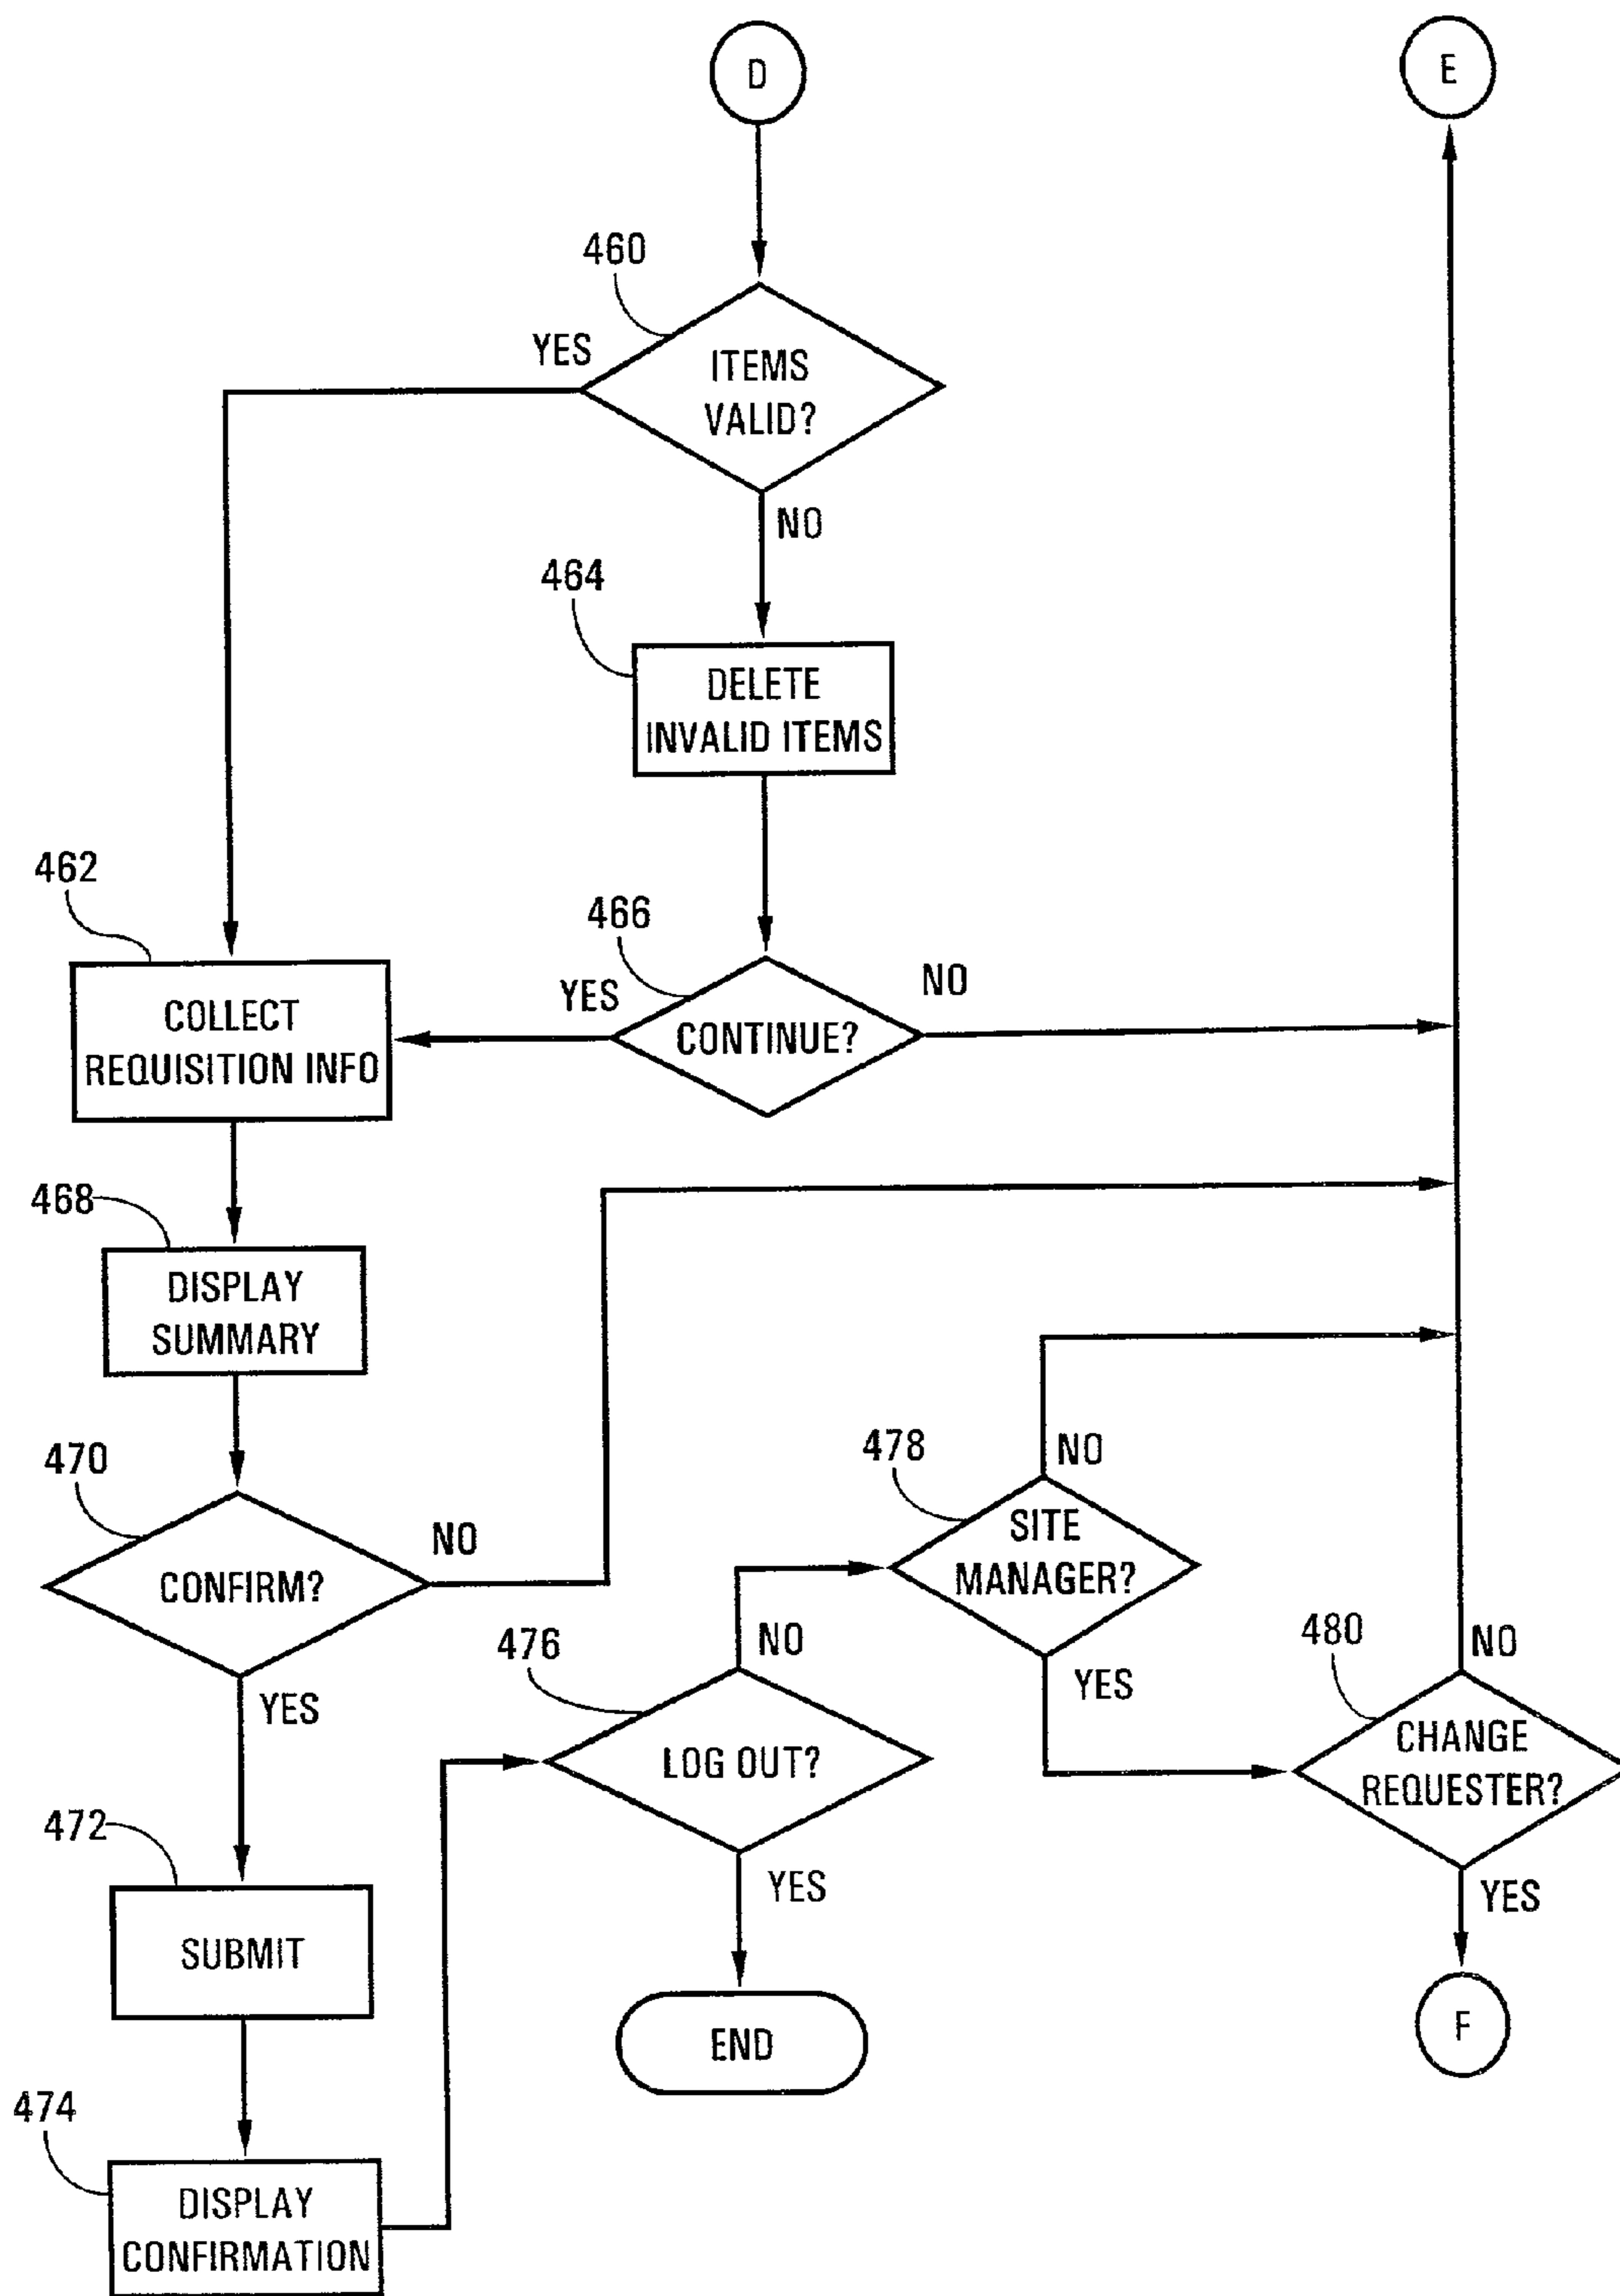 D
E
460
YES
ITEMS
VALID?
NO
464
DELETE
INVALID ITEMS
462
466
YES
NO
COLLECT
REQUISITION INFO
CONTINUE?
468
DISPLAY
SUMMARY
470
NO
CONFIRM?
YES
478
NO
SITE
MANAGER?
YES
476
NO
LOG OUT?
YES
480
NO
CHANGE
REQUESTER?
YES
472
SUBMIT
END
F
474
DISPLAY
CONFIRMATION